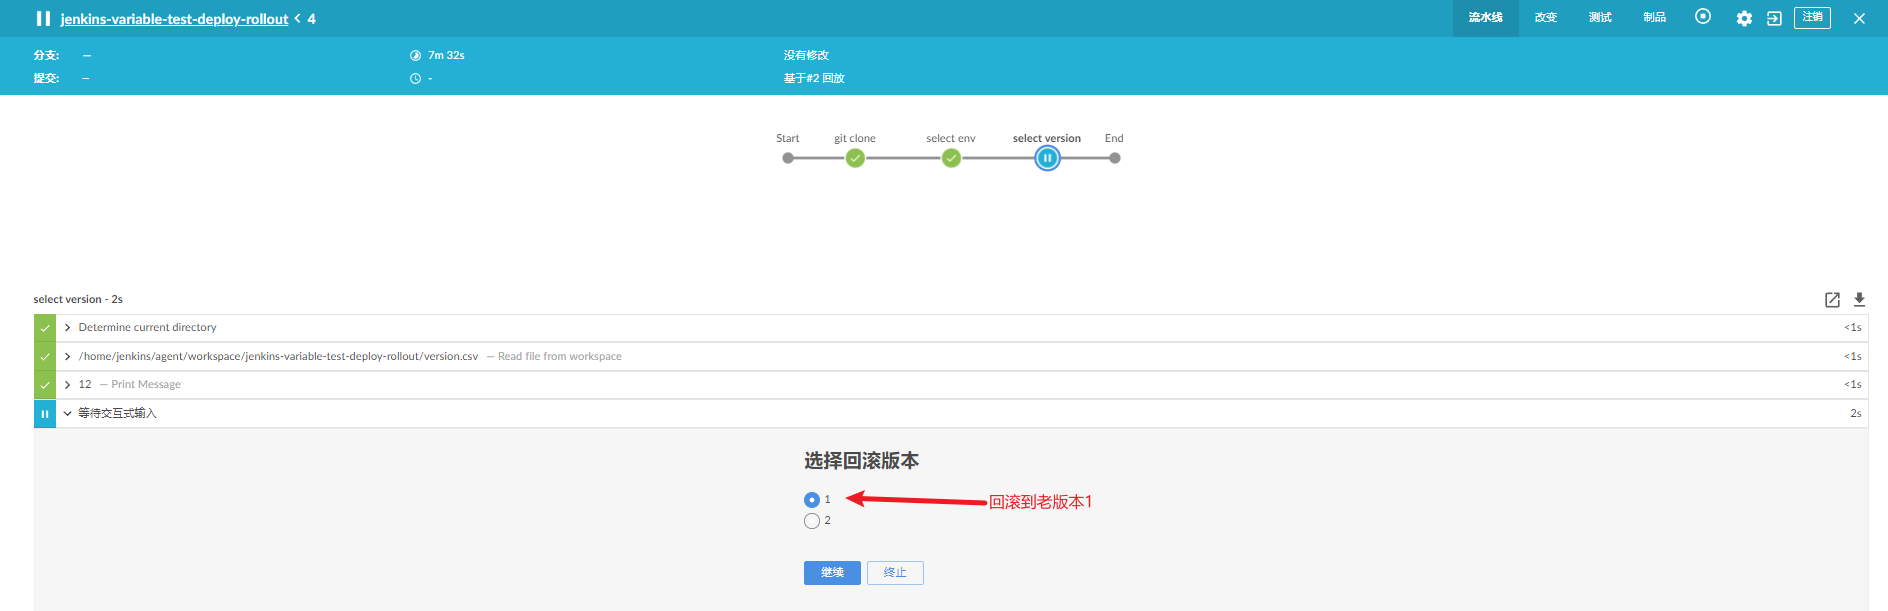 jenkins-variable-test-deploy-rollout < 4
流水线 改变 测试 制品 注销
分支: — 7m 32s 没有修改
提交: — - 基于#2 回放
Start git clone select env select version End
select version - 2s
Determine current directory <1s
/home/jenkins/agent/workspace/jenkins-variable-test-deploy-rollout/version.csv — Read file from workspace <1s
12 — Print Message <1s
等待交互式输入 2s
选择回滚版本
1 回滚到老版本1
2
继续 终止